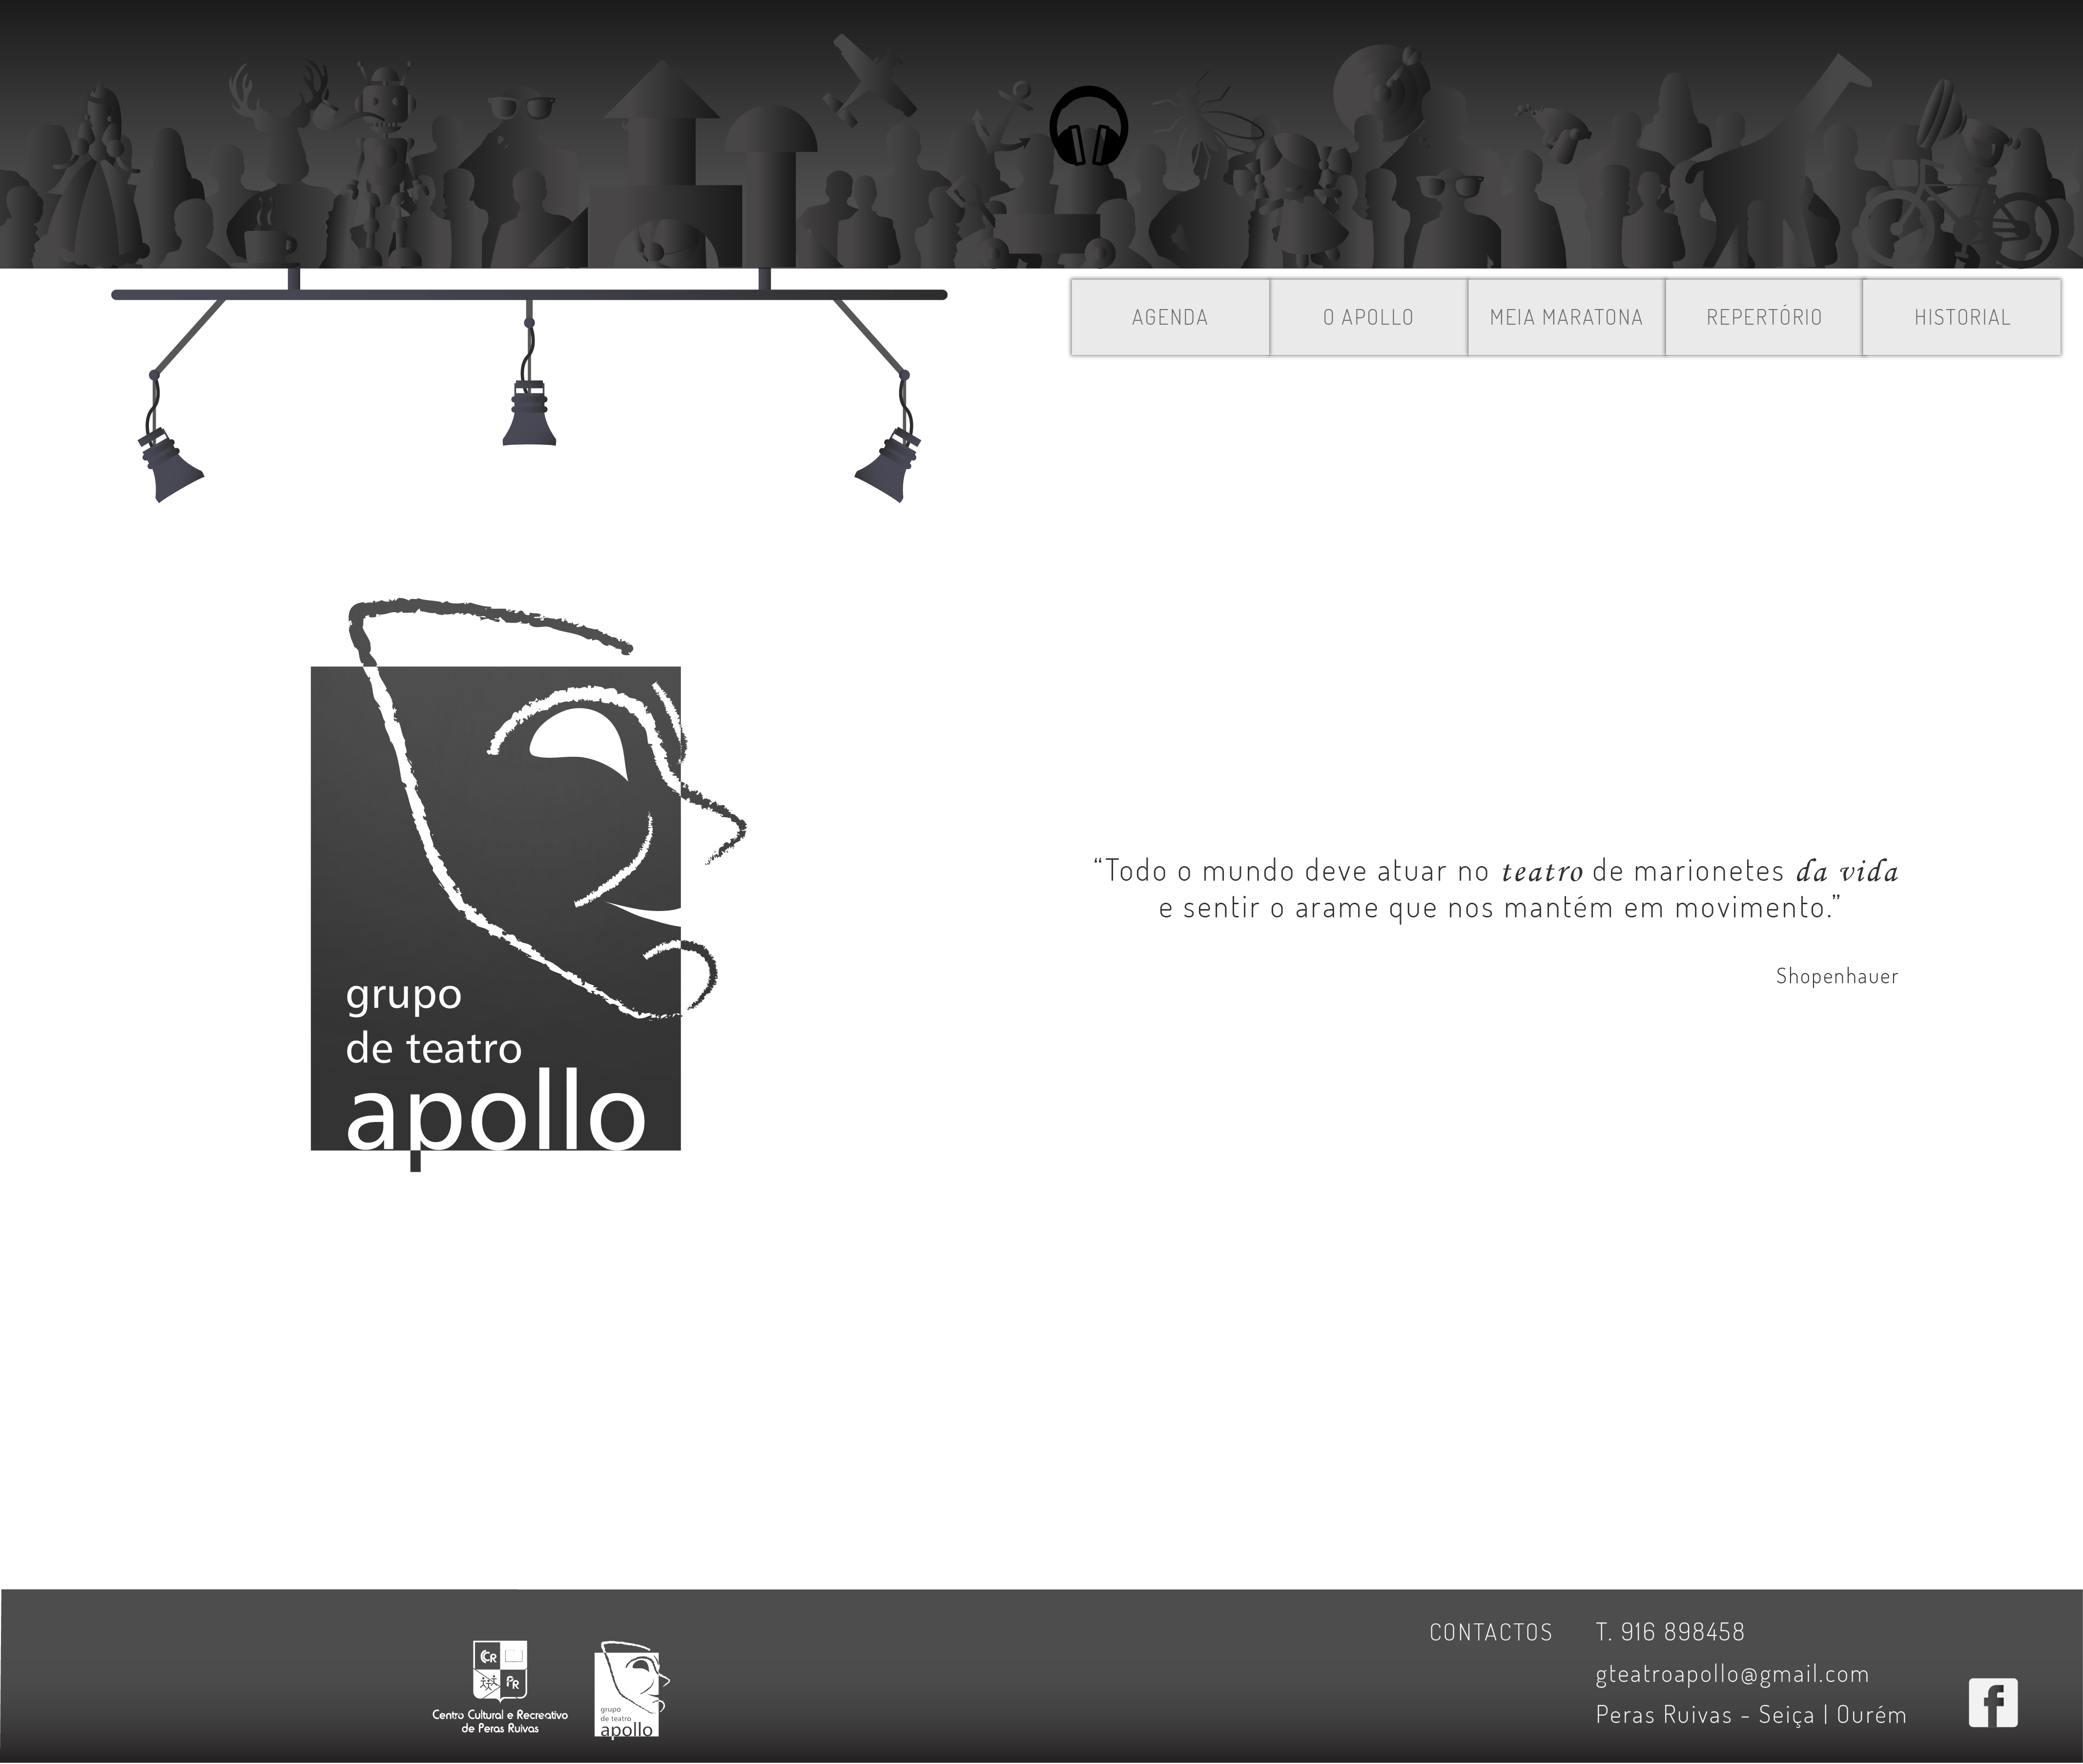 AGENDA
O APOLLO
MEIA MARATONA
REPERTÓRIO
HISTORIAL
grupo
de teatro
apollo
“Todo o mundo deve atuar no teatro de marionetes da vida
e sentir o arame que nos mantém em movimento.”
Shopenhauer
CCR
PR
Centro Cultural e Recreativo
de Peras Ruivas
grupo
de teatro
apollo
CONTACTOS
T. 916 898458
gteatroapollo@gmail.com
Peras Ruivas - Seiça | Ourém
f